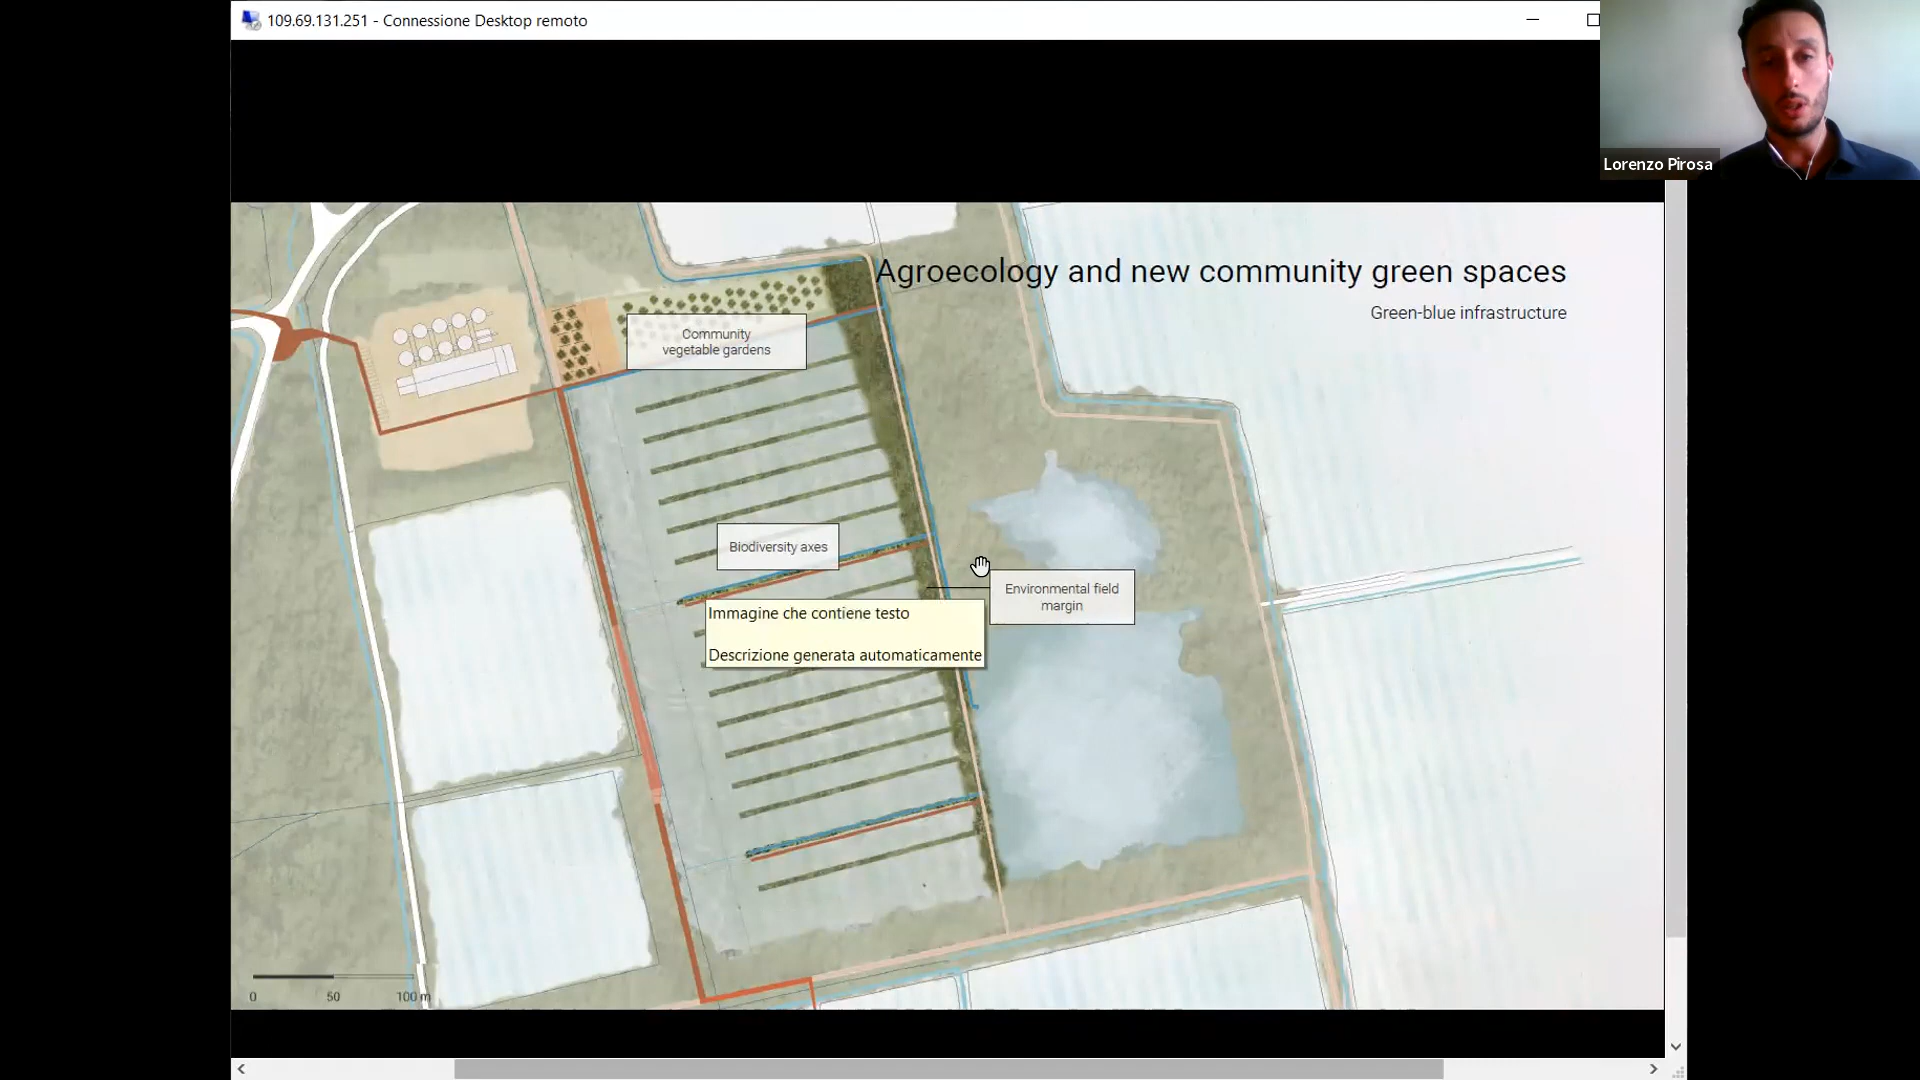 109.69.131.251 - Connessione Desktop remoto
Lorenzo Pirosa
Agroecology and new community green spaces
Green-blue infrastructure
Community
vegetable gardens
Biodiversity axes
Environmental field
margin
Immagine che contiene testo
Descrizione generata automaticamente
0 50 100 m